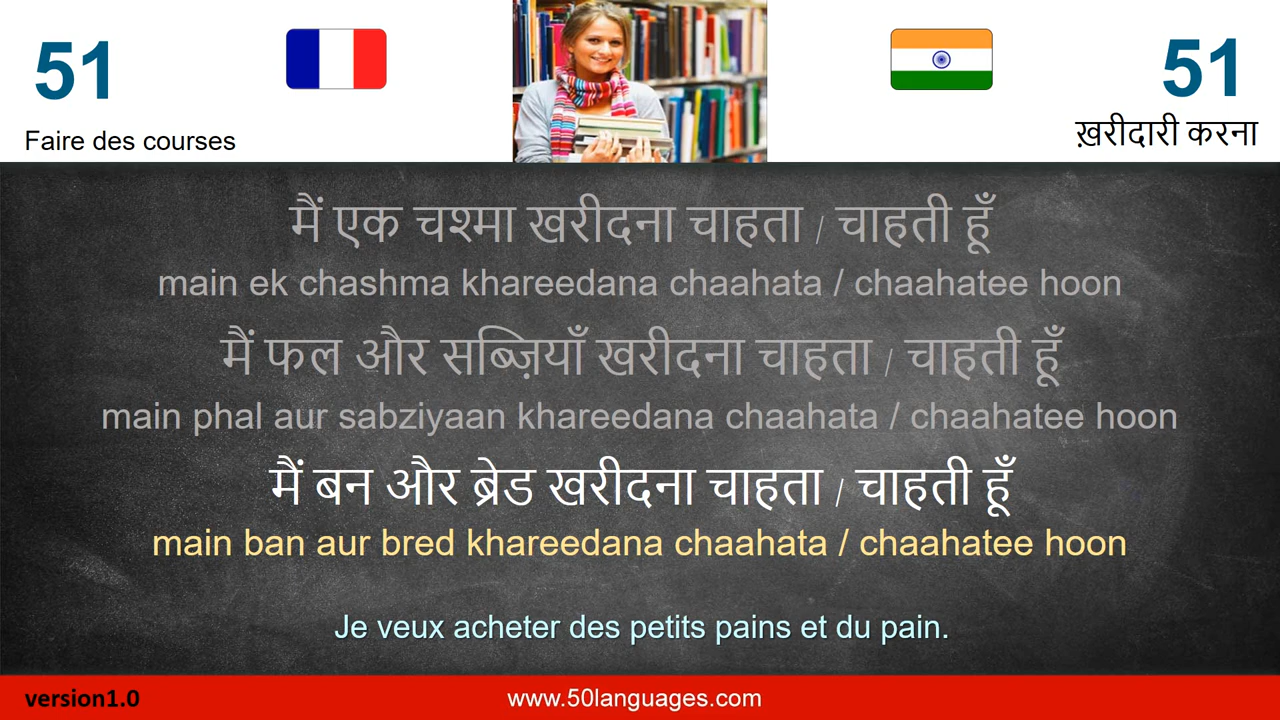 51
51
Faire des courses
ख़रीदारी करना
मैं एक चश्मा खरीदना चाहता / चाहती हूँ
main ek chashma khareedana chaahata / chaahatee hoon
मैं फल और सब्ज़ियाँ खरीदना चाहता / चाहती हूँ
main phal aur sabziyaan khareedana chaahata / chaahatee hoon
मैं बन और ब्रेड खरीदना चाहता / चाहती हूँ
main ban aur bred khareedana chaahata / chaahatee hoon
Je veux acheter des petits pains et du pain.
version1.0
www.50languages.com